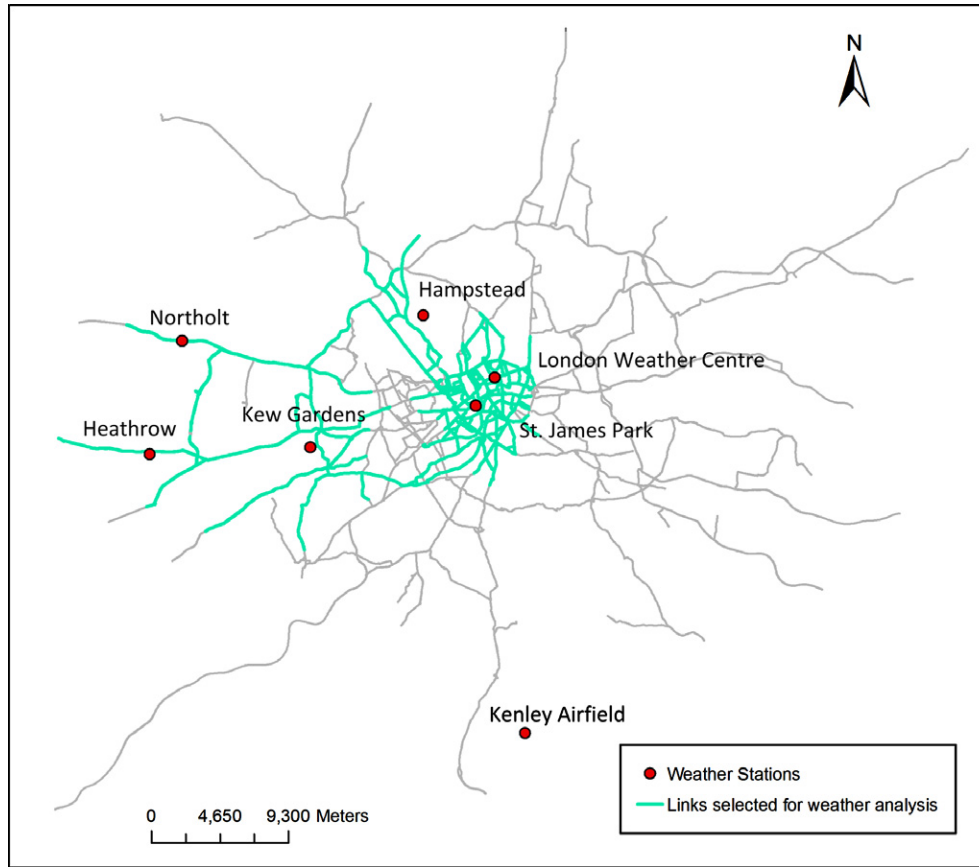 N
Hampstead
Northolt
London Weather Centre
Kew Gardens
Heathrow
St. James Park
Kenley Airfield
Weather Stations
Links selected for weather analysis
0 4,650 9,300 Meters